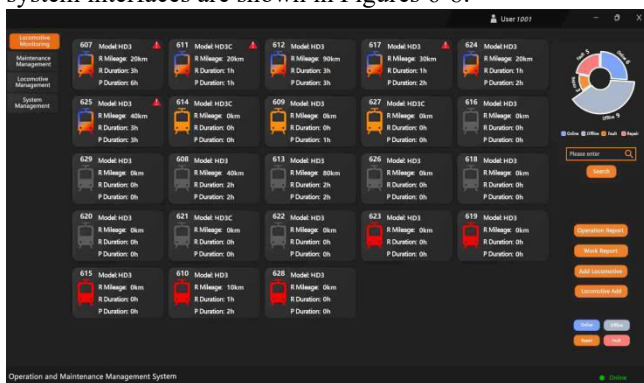 system interfaces are shown in Figures 6-8.
User 1001
Locomotive
Monitoring
Maintenance
Management
Locomotive
Management
System
Management
607 Model HD3
R Mileage: 20km
R Duration: 3h
P Duration: 6h
611 Model HD3C
R Mileage: 20km
R Duration: 1h
P Duration: 1h
612 Model HD3
R Mileage: 90km
R Duration: 3h
P Duration: 3h
617 Model HD3
R Mileage: 30km
R Duration: 1h
P Duration: 2h
624 Model HD3
R Mileage: 20km
R Duration: 1h
P Duration: 2h
625 Model HD3
R Mileage: 40km
R Duration: 3h
P Duration: 3h
614 Model HD3C
R Mileage: 0km
R Duration: 0h
P Duration: 0h
609 Model HD3
R Mileage: 0km
R Duration: 0h
P Duration: 1h
627 Model HD3C
R Mileage: 0km
R Duration: 0h
P Duration: 0h
616 Model HD3
R Mileage: 0km
R Duration: 0h
P Duration: 0h
629 Model HD3
R Mileage: 0km
R Duration: 0h
P Duration: 0h
608 Model HD3
R Mileage: 40km
R Duration: 2h
P Duration: 2h
613 Model HD3
R Mileage: 80km
R Duration: 2h
P Duration: 2h
626 Model HD3
R Mileage: 0km
R Duration: 0h
P Duration: 0h
618 Model HD3
R Mileage: 0km
R Duration: 0h
P Duration: 0h
620 Model HD3
R Mileage: 0km
R Duration: 0h
P Duration: 0h
621 Model HD3C
R Mileage: 0km
R Duration: 0h
P Duration: 0h
622 Model HD3
R Mileage: 0km
R Duration: 0h
P Duration: 0h
623 Model HD3
R Mileage: 0km
R Duration: 0h
P Duration: 0h
619 Model HD3
R Mileage: 0km
R Duration: 0h
P Duration: 0h
615 Model HD3
R Mileage: 0km
R Duration: 0h
P Duration: 0h
610 Model HD3
R Mileage: 10km
R Duration: 1h
P Duration: 2h
628 Model HD3
R Mileage: 0km
R Duration: 0h
P Duration: 0h
Fault 5
Online 6
Offline 9
Online Offline Fault Repair
Please enter
Search
Operation Report
Work Report
Add Locomotive
Locomotive Add
Online Offline
Repair Fault
Operation and Maintenance Management System
Online